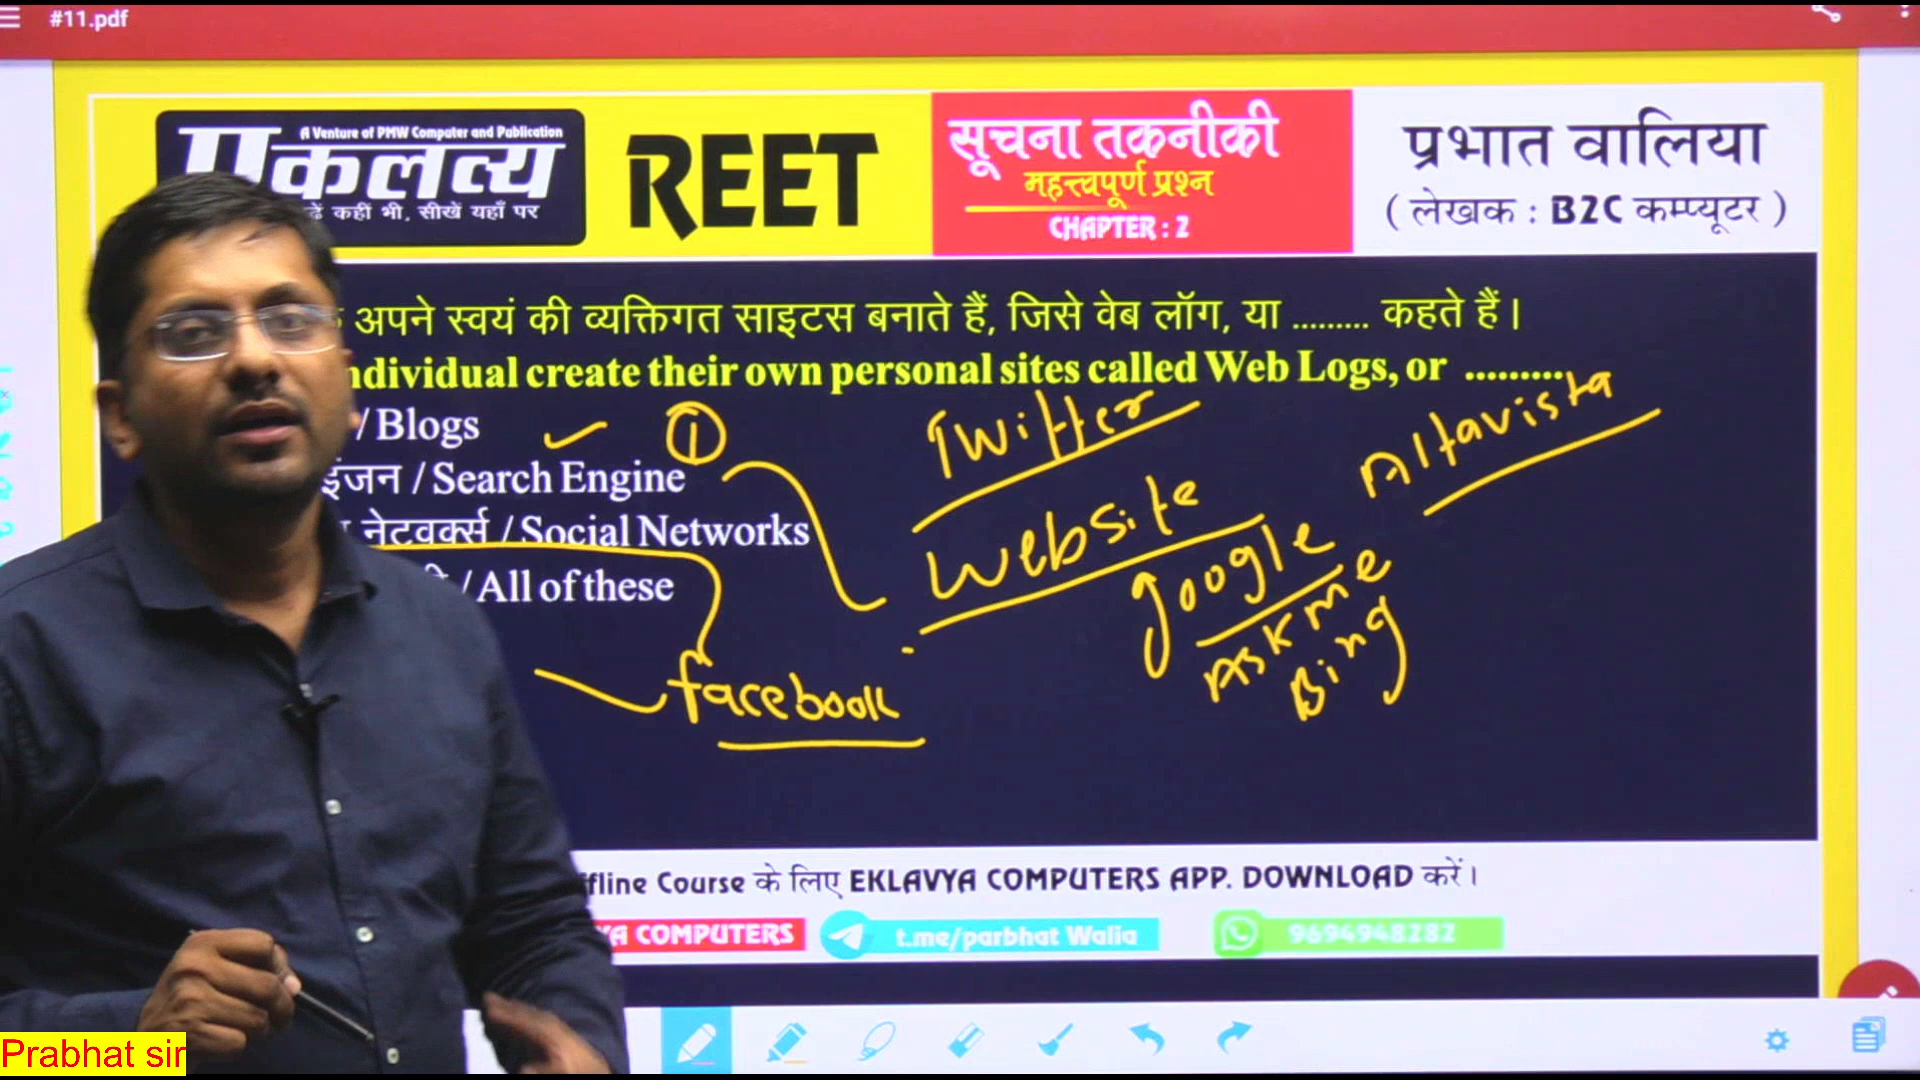 #11.pdf
A Venture of PMW Computer and Publication
एकलव्य
कहीं भी, सीखें यहाँ पर
REET
सूचना तकनीकी
महत्त्वपूर्ण प्रश्न
CHAPTER : 2
प्रभात वालिया
( लेखक : B2C कम्प्यूटर )
अपने स्वयं की व्यक्तिगत साइटस बनाते हैं, जिसे वेब लॉग, या ......... कहते हैं।
individual create their own personal sites called Web Logs, or ..........
/ Blogs
इंजन / Search Engine
नेटवर्क्स / Social Networks
/ All of these
1
Twitter
Website
Google
Askme
Bing
Altavista
facebook
Offline Course के लिए EKLAVYA COMPUTERS APP. DOWNLOAD करें।
COMPUTERS
t.me/parbhat Walia
9694948282
Prabhat sir